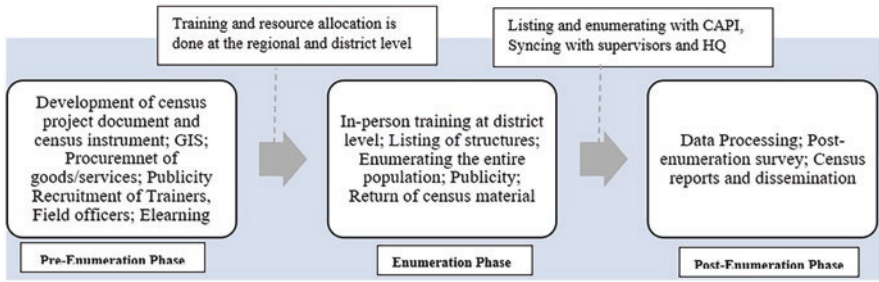 Training and resource allocation is
done at the regional and district level
Listing and enumerating with CAPI,
Syncing with supervisors and HQ
Development of census
project document and
census instrument; GIS;
Procuremnet of
goods/services; Publicity
Recruitment of Trainers,
Field officers; Elearning
In-person training at district
level; Listing of structures;
Enumerating the entire
population; Publicity;
Return of census material
Data Processing; Post-
enumeration survey; Census
reports and dissemination
Pre-Enumeration Phase
Enumeration Phase
Post-Enumeration Phase